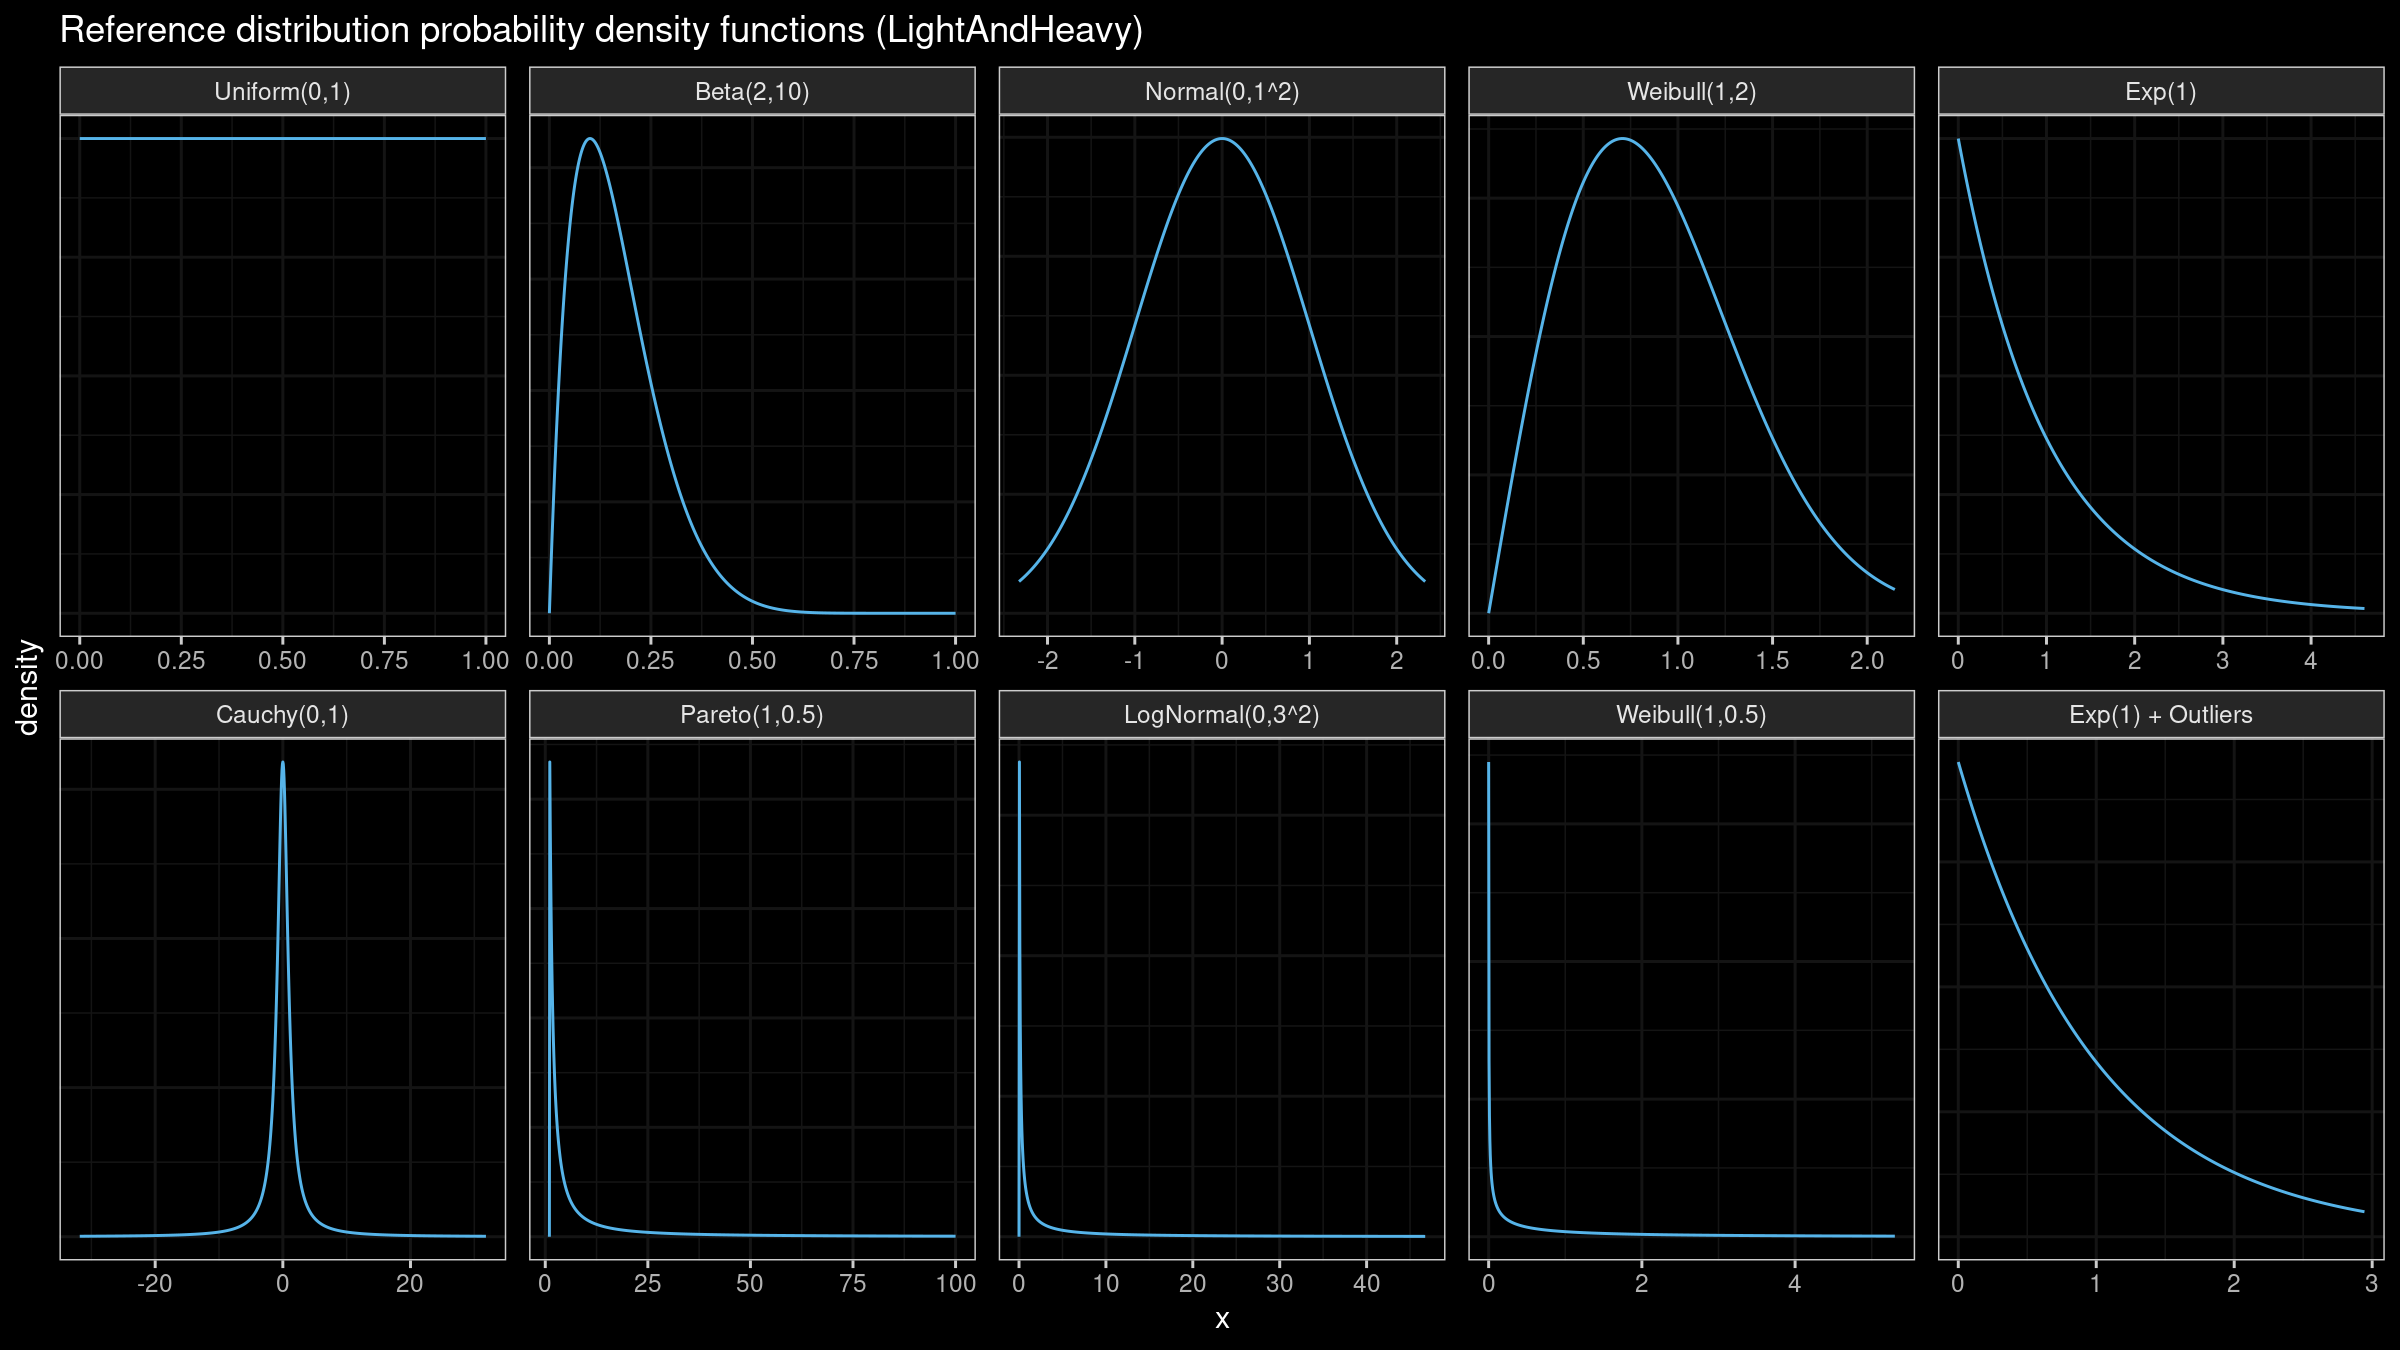 Reference distribution probability density functions (LightAndHeavy)
Uniform(0,1) Beta(2,10) Normal(0,1^2) Weibull(1,2) Exp(1)
0.00 0.25 0.50 0.75 1.00 0.00 0.25 0.50 0.75 1.00 -2 -1 0 1 2 0.0 0.5 1.0 1.5 2.0 0 1 2 3 4
density
Cauchy(0,1) Pareto(1,0.5) LogNormal(0,3^2) Weibull(1,0.5) Exp(1) + Outliers
-20 0 20 0 25 50 75 100 0 10 20 30 40 0 2 4 0 1 2 3
x